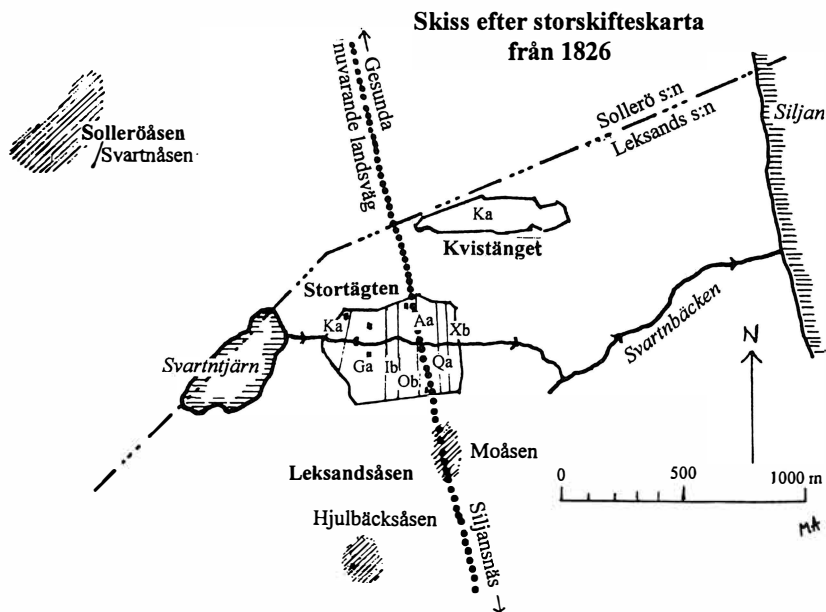 Skiss efter storskifteskarta
från 1826
← Gesunda
nuvarande landsväg
Sollerö s:n
Leksands s:n
Siljan
Solleröåsen
/Svartnåsen
Ka
Kvistänget
Stortägten
Ka
Aa
Xb
Ga
Ib
Ob
Qa
Svartntjärn
Svartnbäcken
N
Moåsen
Leksandsåsen
Hjulbäcksåsen
Siljansnäs →
0 500 1000 m
MA